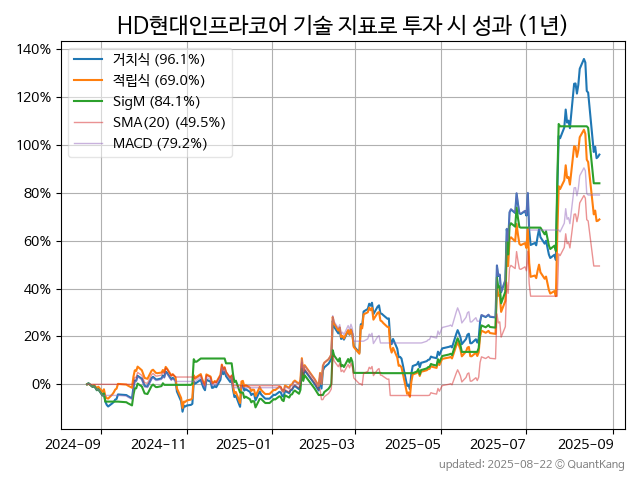 HD현대인프라코어 기술 지표로 투자 시 성과 (1년)
140%
120%
100%
80%
60%
40%
20%
0%
거치식 (96.1%)
적립식 (69.0%)
SigM (84.1%)
SMA(20) (49.5%)
MACD (79.2%)
2024-09
2024-11
2025-01
2025-03
2025-05
2025-07
2025-09
updated: 2025-08-22 © QuantKang